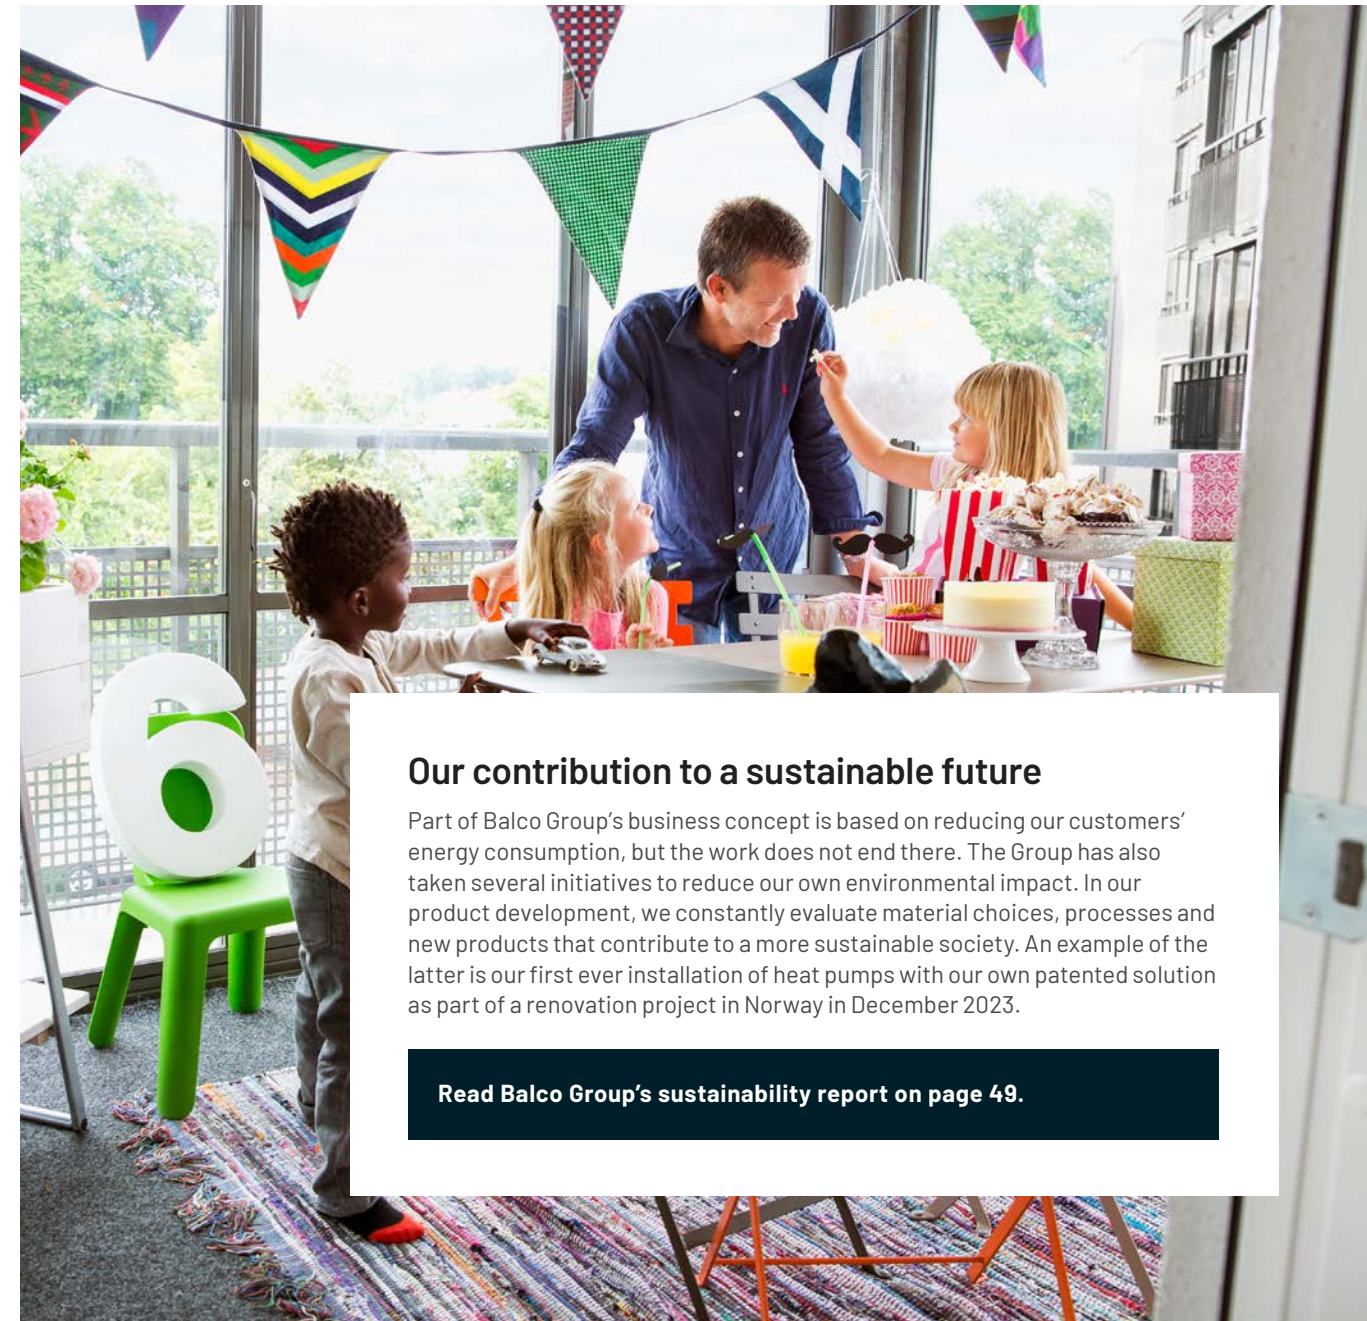 6
Our contribution to a sustainable future
Part of Balco Group’s business concept is based on reducing our customers’
energy consumption, but the work does not end there. The Group has also
taken several initiatives to reduce our own environmental impact. In our
product development, we constantly evaluate material choices, processes and
new products that contribute to a more sustainable society. An example of the
latter is our first ever installation of heat pumps with our own patented solution
as part of a renovation project in Norway in December 2023.
Read Balco Group’s sustainability report on page 49.